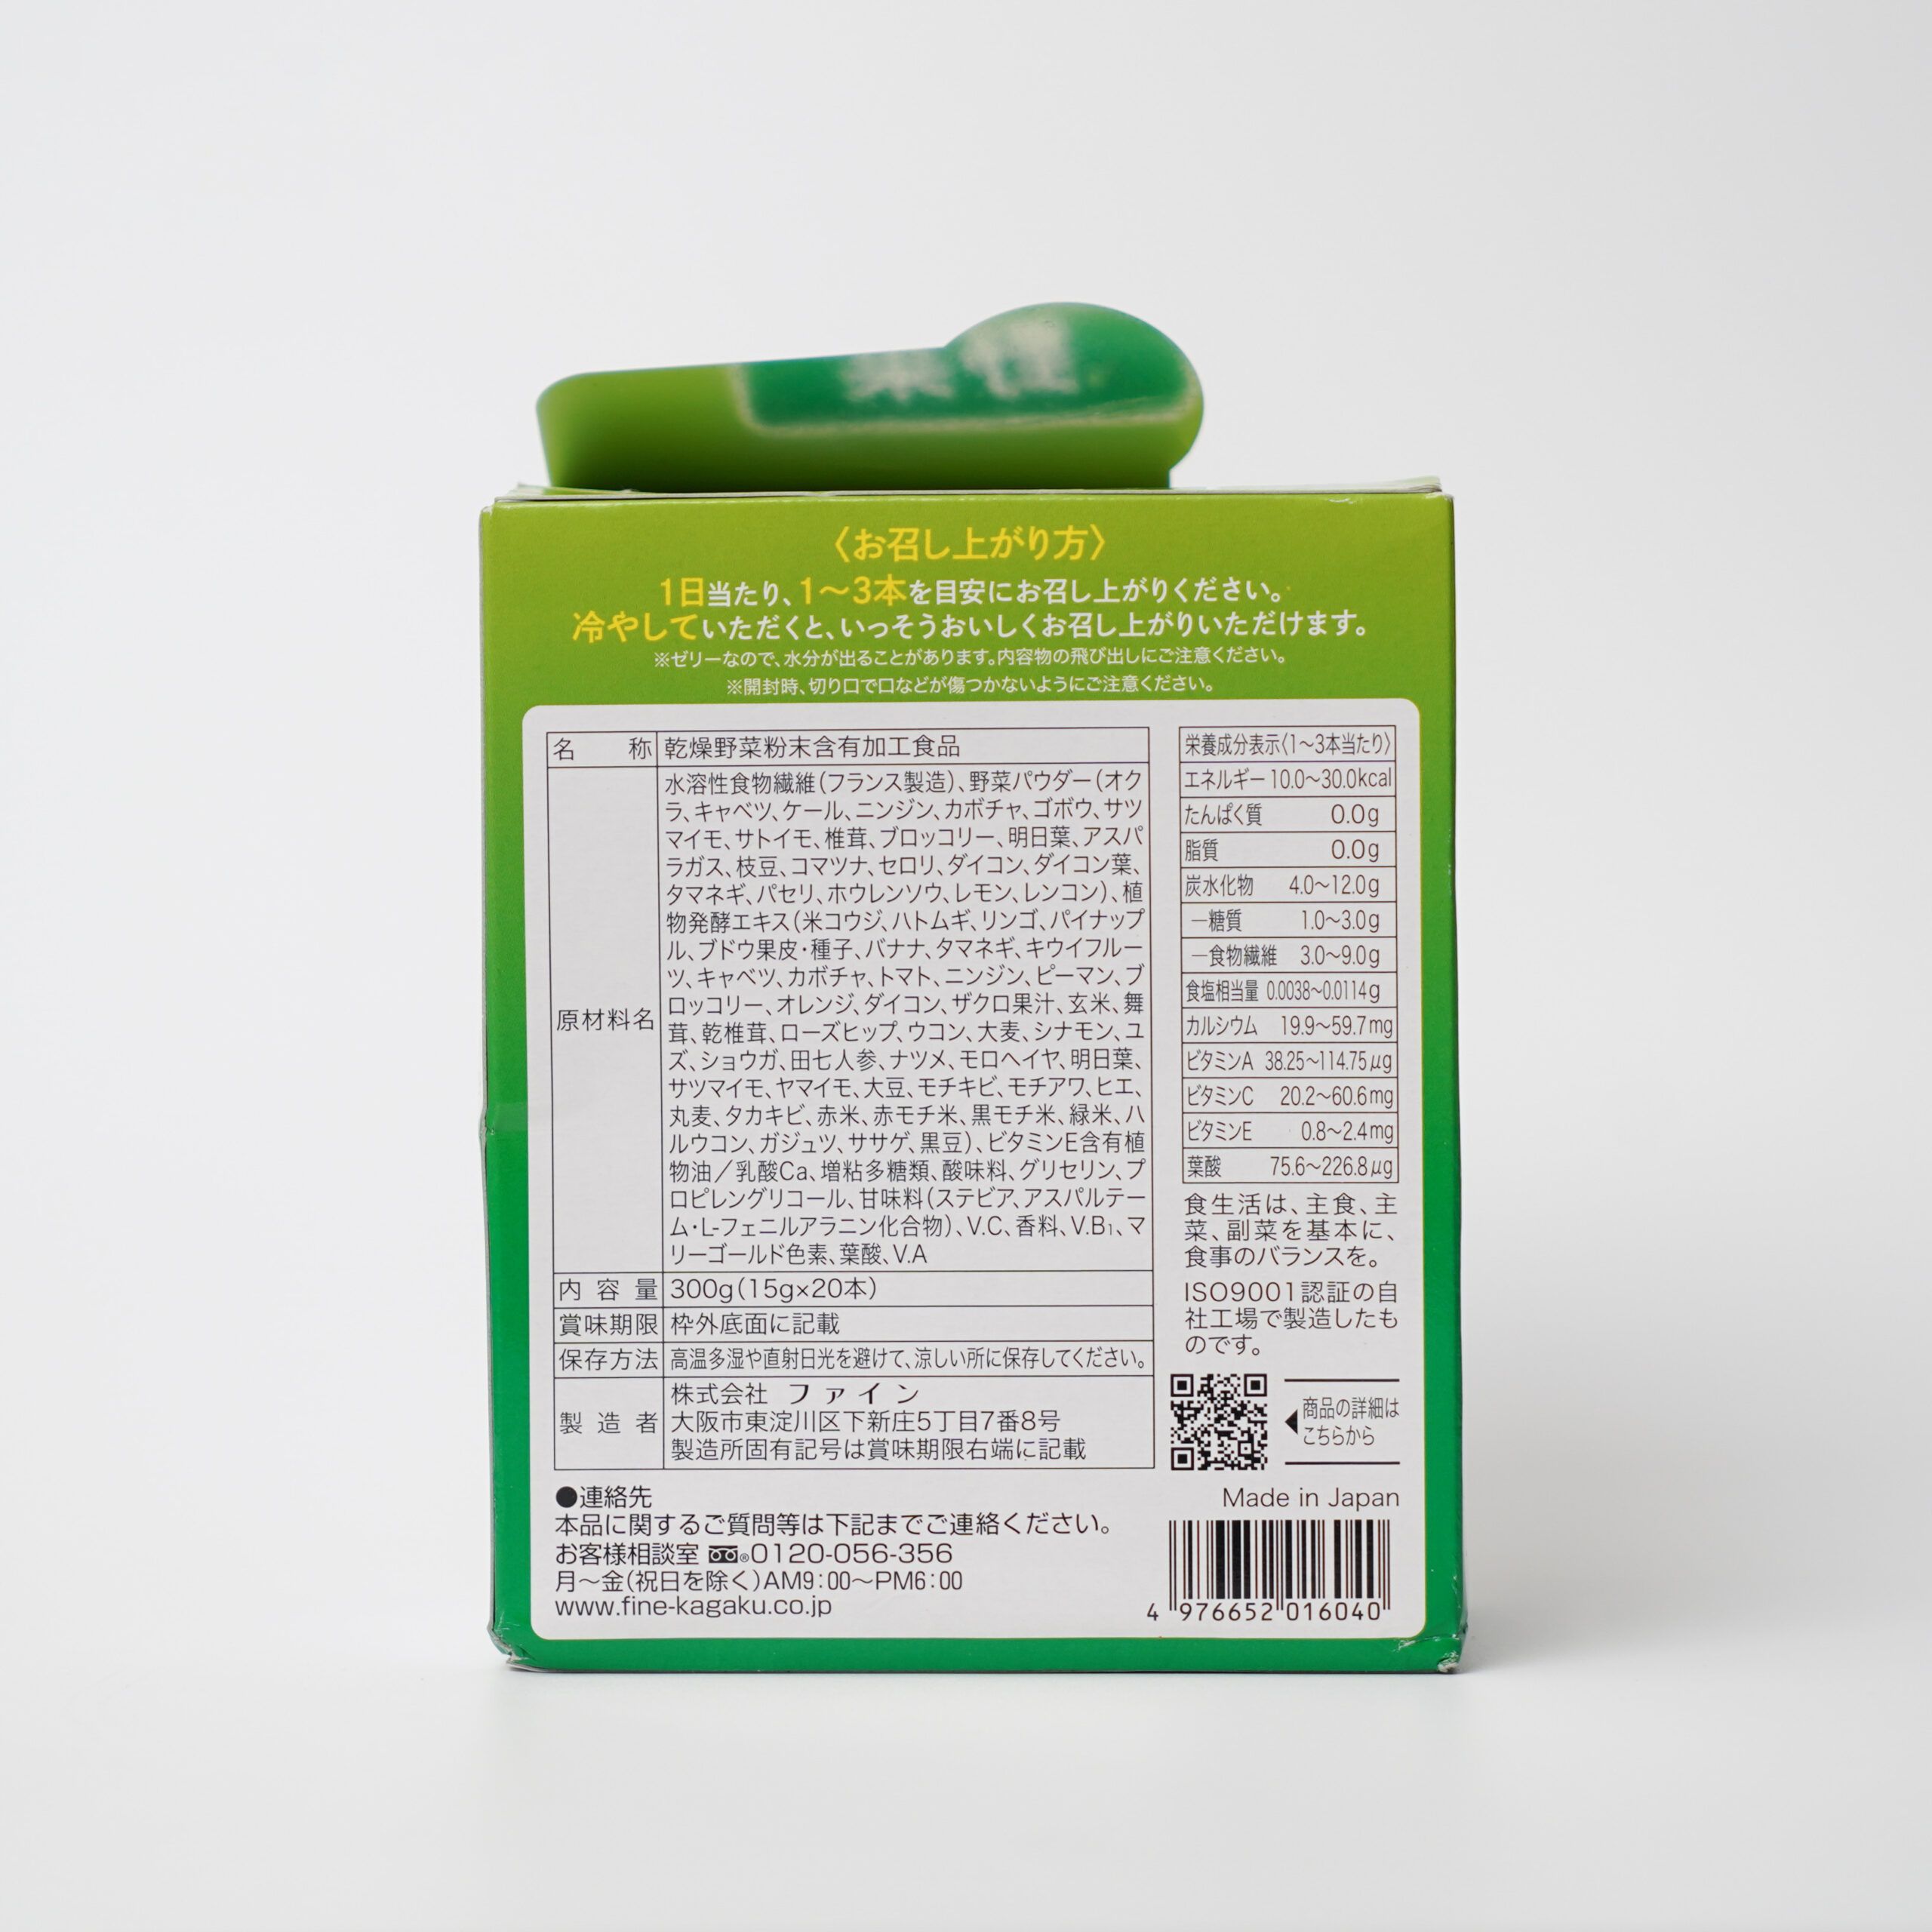 〈お召し上がり方〉
1日当たり、1〜3本を目安にお召し上がりください。
冷やしていただくと、いっそうおいしくお召し上がりいただけます。
※ゼリーなので、水分が出ることがあります。内容物の飛び出しにご注意ください。
※開封時、切り口で口などが傷つかないようにご注意ください。
名称 乾燥野菜粉末含有加工食品
原材料名
水溶性食物繊維(フランス製造)、野菜パウダー(オク
ラ、キャベツ、ケール、ニンジン、カボチャ、ゴボウ、サツ
マイモ、サトイモ、椎茸、ブロッコリー、明日葉、アスパ
ラガス、枝豆、コマツナ、セロリ、ダイコン、ダイコン葉、
タマネギ、パセリ、ホウレンソウ、レモン、レンコン)、植
物発酵エキス(米コウジ、ハトムギ、リンゴ、パイナップ
ル、ブドウ果皮・種子、バナナ、タマネギ、キウイフルー
ツ、キャベツ、カボチャ、トマト、ニンジン、ピーマン、ブ
ロッコリー、オレンジ、ダイコン、ザクロ果汁、玄米、舞
茸、乾椎茸、ローズヒップ、ウコン、大麦、シナモン、ユ
ズ、ショウガ、田七人参、ナツメ、モロヘイヤ、明日葉、
サツマイモ、ヤマイモ、大豆、モチキビ、モチアワ、ヒエ、
丸麦、タカキビ、赤米、赤モチ米、黒モチ米、緑米、ハ
ルウコン、ガジュツ、ササゲ、黒豆)、ビタミンE含有植
物油/乳酸Ca、増粘多糖類、酸味料、グリセリン、プ
ロピレングリコール、甘味料(ステビア、アスパルテー
ム・L-フェニルアラニン化合物)、V.C、香料、V.B₁、マ
リーゴールド色素、葉酸、V.A
内容量 300g(15g×20本)
賞味期限 枠外底面に記載
保存方法 高温多湿や直射日光を避けて、涼しい所に保存してください。
製造者
株式会社 ファイン
大阪市東淀川区下新庄5丁目7番8号
製造所固有記号は賞味期限右端に記載
栄養成分表示〈1〜3本当たり〉
エネルギー 10.0〜30.0kcal
たんぱく質 0.0g
脂質 0.0g
炭水化物 4.0〜12.0g
—糖質 1.0〜3.0g
—食物繊維 3.0〜9.0g
食塩相当量 0.0038〜0.0114g
カルシウム 19.9〜59.7mg
ビタミンA 38.25〜114.75μg
ビタミンC 20.2〜60.6mg
ビタミンE 0.8〜2.4mg
葉酸 75.6〜226.8μg
食生活は、主食、主
菜、副菜を基本に、
食事のバランスを。
ISO9001認証の自
社工場で製造したも
のです。
商品の詳細は
こちらから
●連絡先
本品に関するご質問等は下記までご連絡ください。
お客様相談室 0120-056-356
月〜金(祝日を除く)AM9:00〜PM6:00
www.fine-kagaku.co.jp
Made in Japan
4 976652 016040